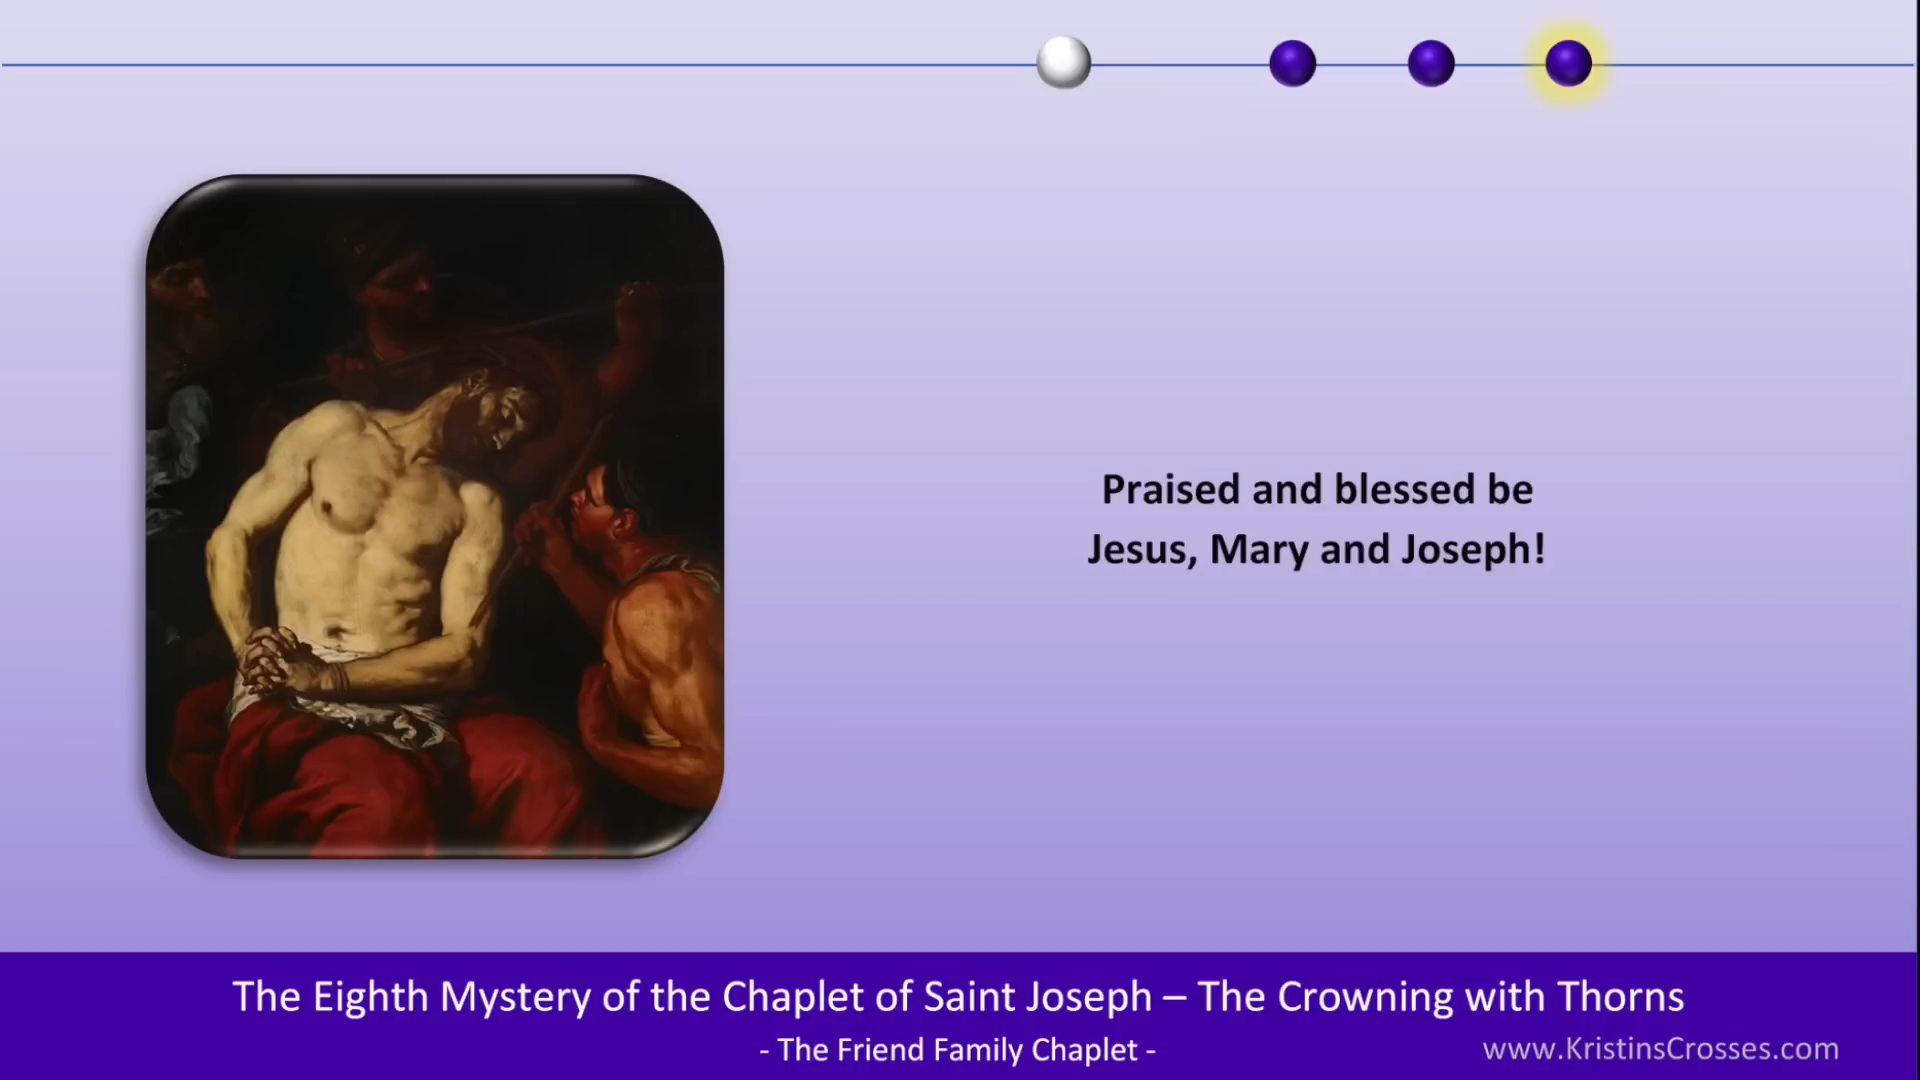 Praised and blessed be
Jesus, Mary and Joseph!
The Eighth Mystery of the Chaplet of Saint Joseph – The Crowning with Thorns
- The Friend Family Chaplet -
www.KristinsCrosses.com